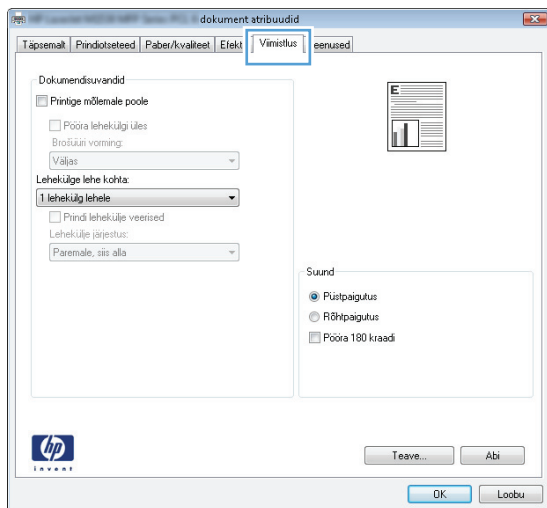 dokument atribuudid
Täpsemalt Prinditseteed Paber/kvaliteet Efekt Viimistlus eenused
Dokumendisuvandid
Printige mõlemale poole
Pööra lehekülgi üles
Brošüüri vorming:
Väljas
Lehekülge lehe kohta:
1 lehekülg lehele
Prindi lehekülje veerised
Lehekülje järjestus:
Paremale, siis alla
E
Suund
Püstpaigutus
Rõhtpaigutus
Pööra 180 kraadi
hp
invent
Teave... Abi
OK Loobu